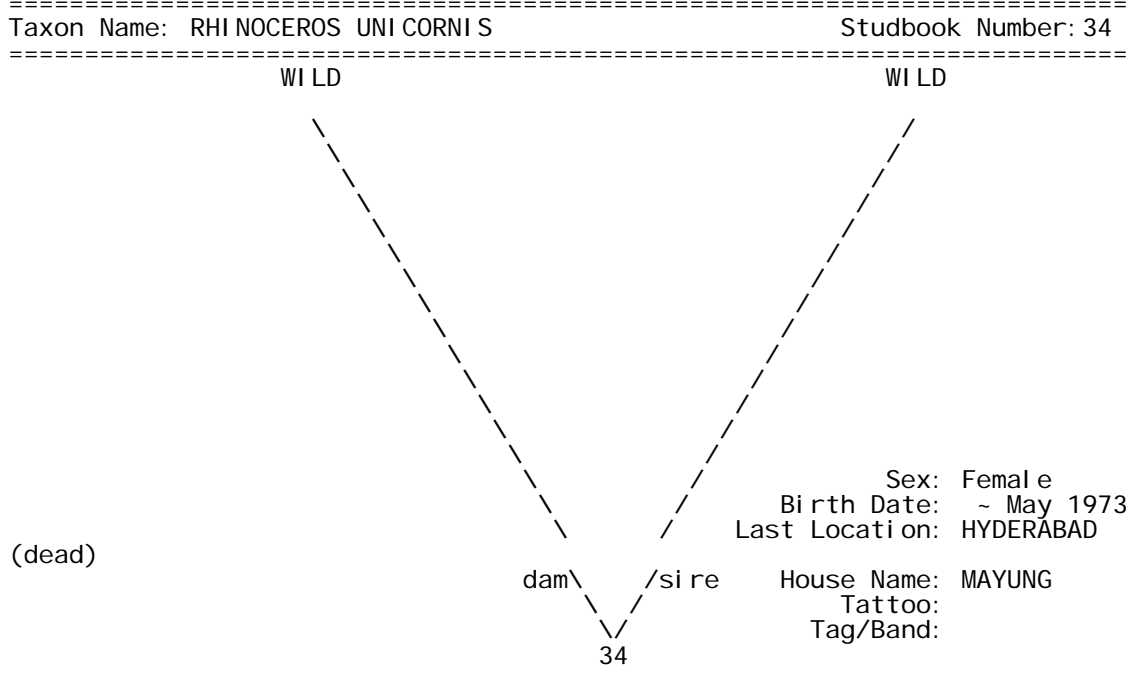 ==========================================================================
Taxon Name: RHINOCEROS UNICORNIS Studbook Number: 34
==========================================================================
WILD WILD
\ /
\ /
\ /
\ /
\ /
\ /
\ /
\ /
\ /
\ /
\ /
\ / Sex: Female
\ / Birth Date: ~ May 1973
\ / Last Location: HYDERABAD
(dead)
dam\ /sire House Name: MAYUNG
\ / Tattoo:
\/ Tag/Band:
34